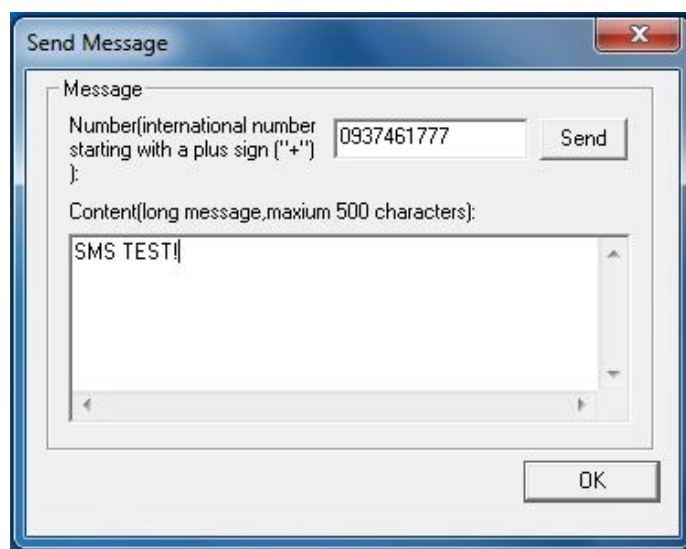 Send Message
Message
Number(international number
starting with a plus sign ("+")
):
0937461777
Send
Content(long message,maxium 500 characters):
SMS TEST!
OK